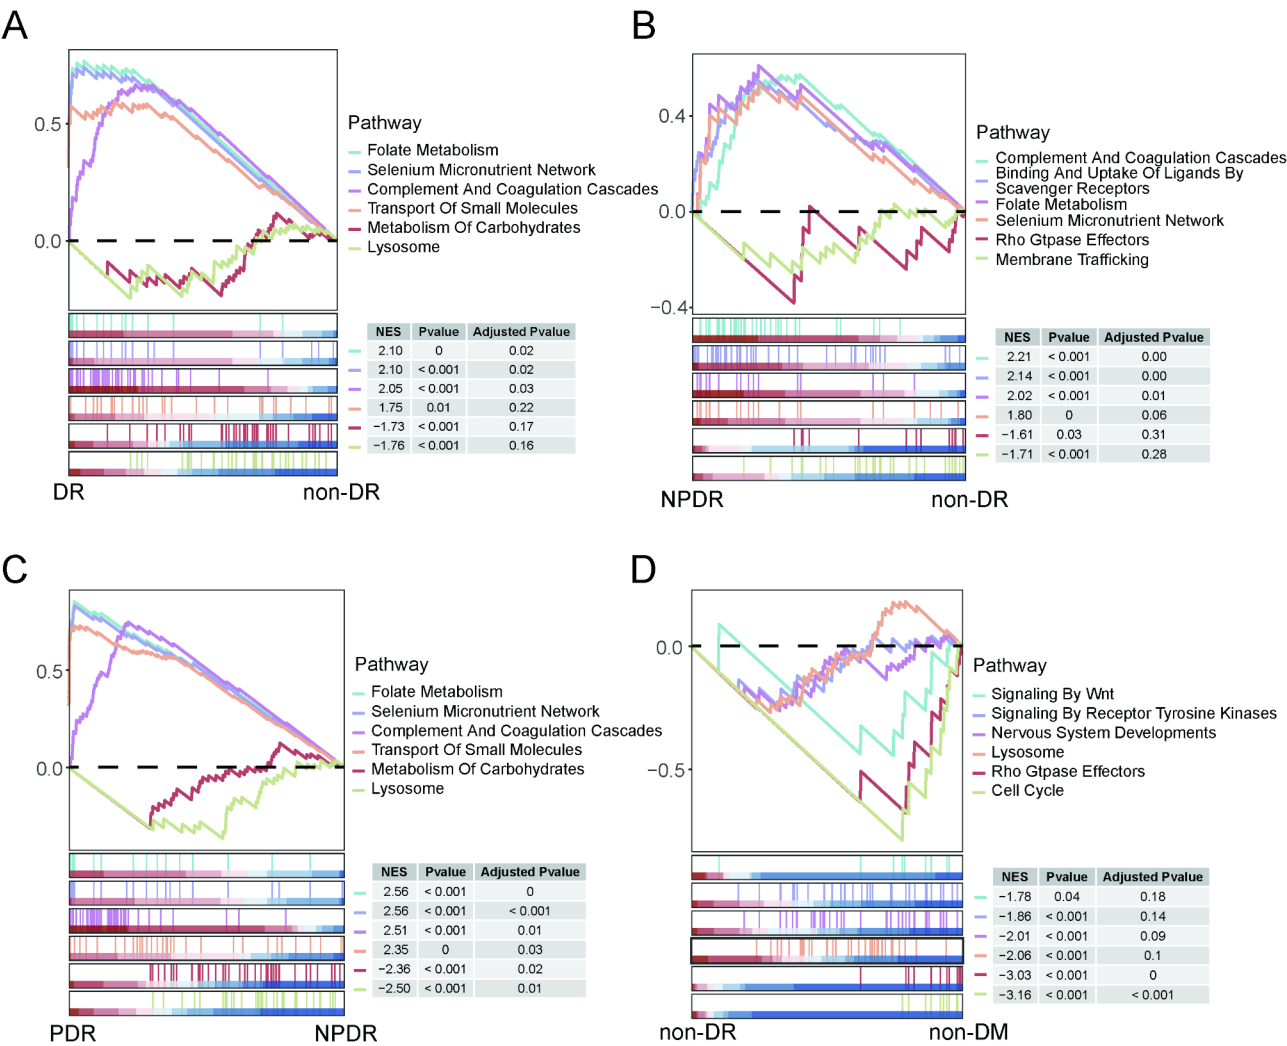 A
0.5
0.0
Pathway
Folate Metabolism
Selenium Micronutrient Network
Complement And Coagulation Cascades
Transport Of Small Molecules
Metabolism Of Carbohydrates
Lysosome
NES Pvalue Adjusted Pvalue
2.10 0 0.02
2.10 < 0.001 0.02
2.05 < 0.001 0.03
1.75 0.01 0.22
−1.73 < 0.001 0.17
−1.76 < 0.001 0.16
DR non-DR
B
0.4
0.0
−0.4
Pathway
Complement And Coagulation Cascades
Binding And Uptake Of Ligands By
Scavenger Receptors
Folate Metabolism
Selenium Micronutrient Network
Rho Gtpase Effectors
Membrane Trafficking
NES Pvalue Adjusted Pvalue
2.21 < 0.001 0.00
2.14 < 0.001 0.00
2.02 < 0.001 0.01
1.80 0 0.06
−1.61 0.03 0.31
−1.71 < 0.001 0.28
NPDR non-DR
C
0.5
0.0
Pathway
Folate Metabolism
Selenium Micronutrient Network
Complement And Coagulation Cascades
Transport Of Small Molecules
Metabolism Of Carbohydrates
Lysosome
NES Pvalue Adjusted Pvalue
2.56 < 0.001 0
2.56 < 0.001 < 0.001
2.51 < 0.001 0.01
2.35 0 0.03
−2.36 < 0.001 0.02
−2.50 < 0.001 0.01
PDR NPDR
D
0.0
−0.5
Pathway
Signaling By Wnt
Signaling By Receptor Tyrosine Kinases
Nervous System Developments
Lysosome
Rho Gtpase Effectors
Cell Cycle
NES Pvalue Adjusted Pvalue
−1.78 0.04 0.18
−1.86 < 0.001 0.14
−2.01 < 0.001 0.09
−2.06 < 0.001 0.1
−3.03 < 0.001 0
−3.16 < 0.001 < 0.001
non-DR non-DM